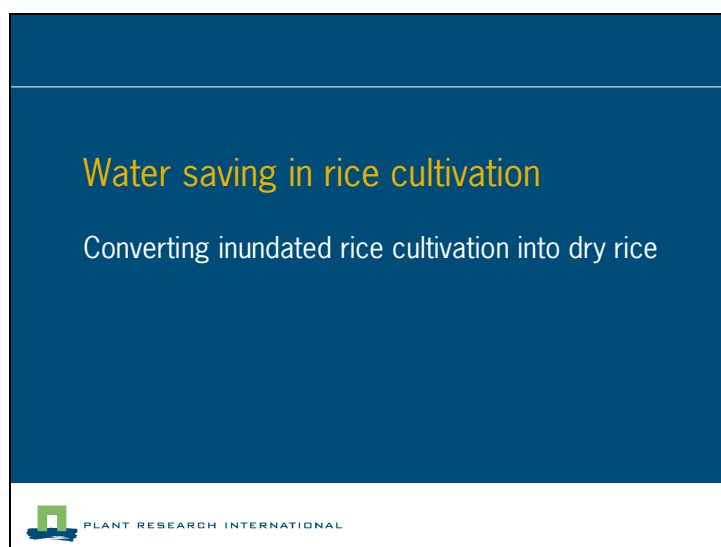 Water saving in rice cultivation
Converting inundated rice cultivation into dry rice
PLANT RESEARCH INTERNATIONAL